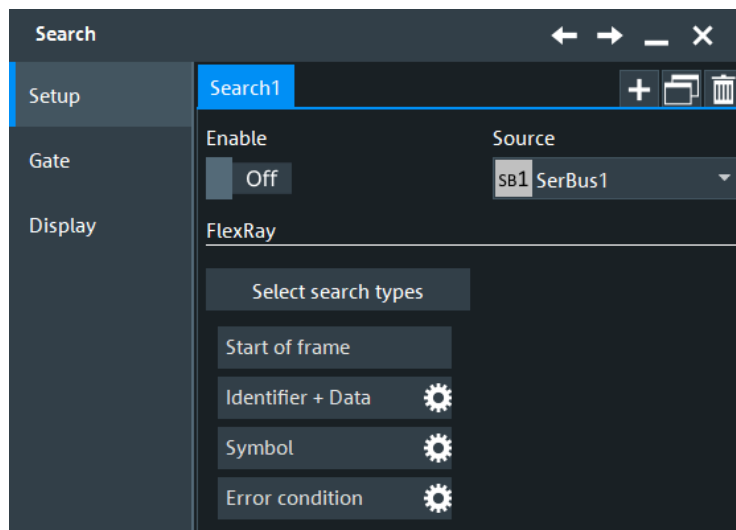 Search
Setup
Search1
Enable
Source
Gate
Off
SB1 SerBus1
Display
FlexRay
Select search types
Start of frame
Identifier + Data
Symbol
Error condition